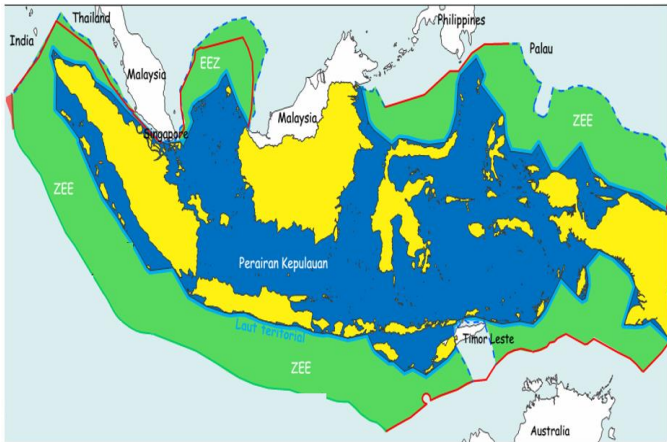 Thailand
Philippines
India
Palau
EEZ
Malaysia
Malaysia
ZEE
Singapore
ZEE
Perairan Kepulauan
Laut teritorial
Timor Leste
ZEE
Australia